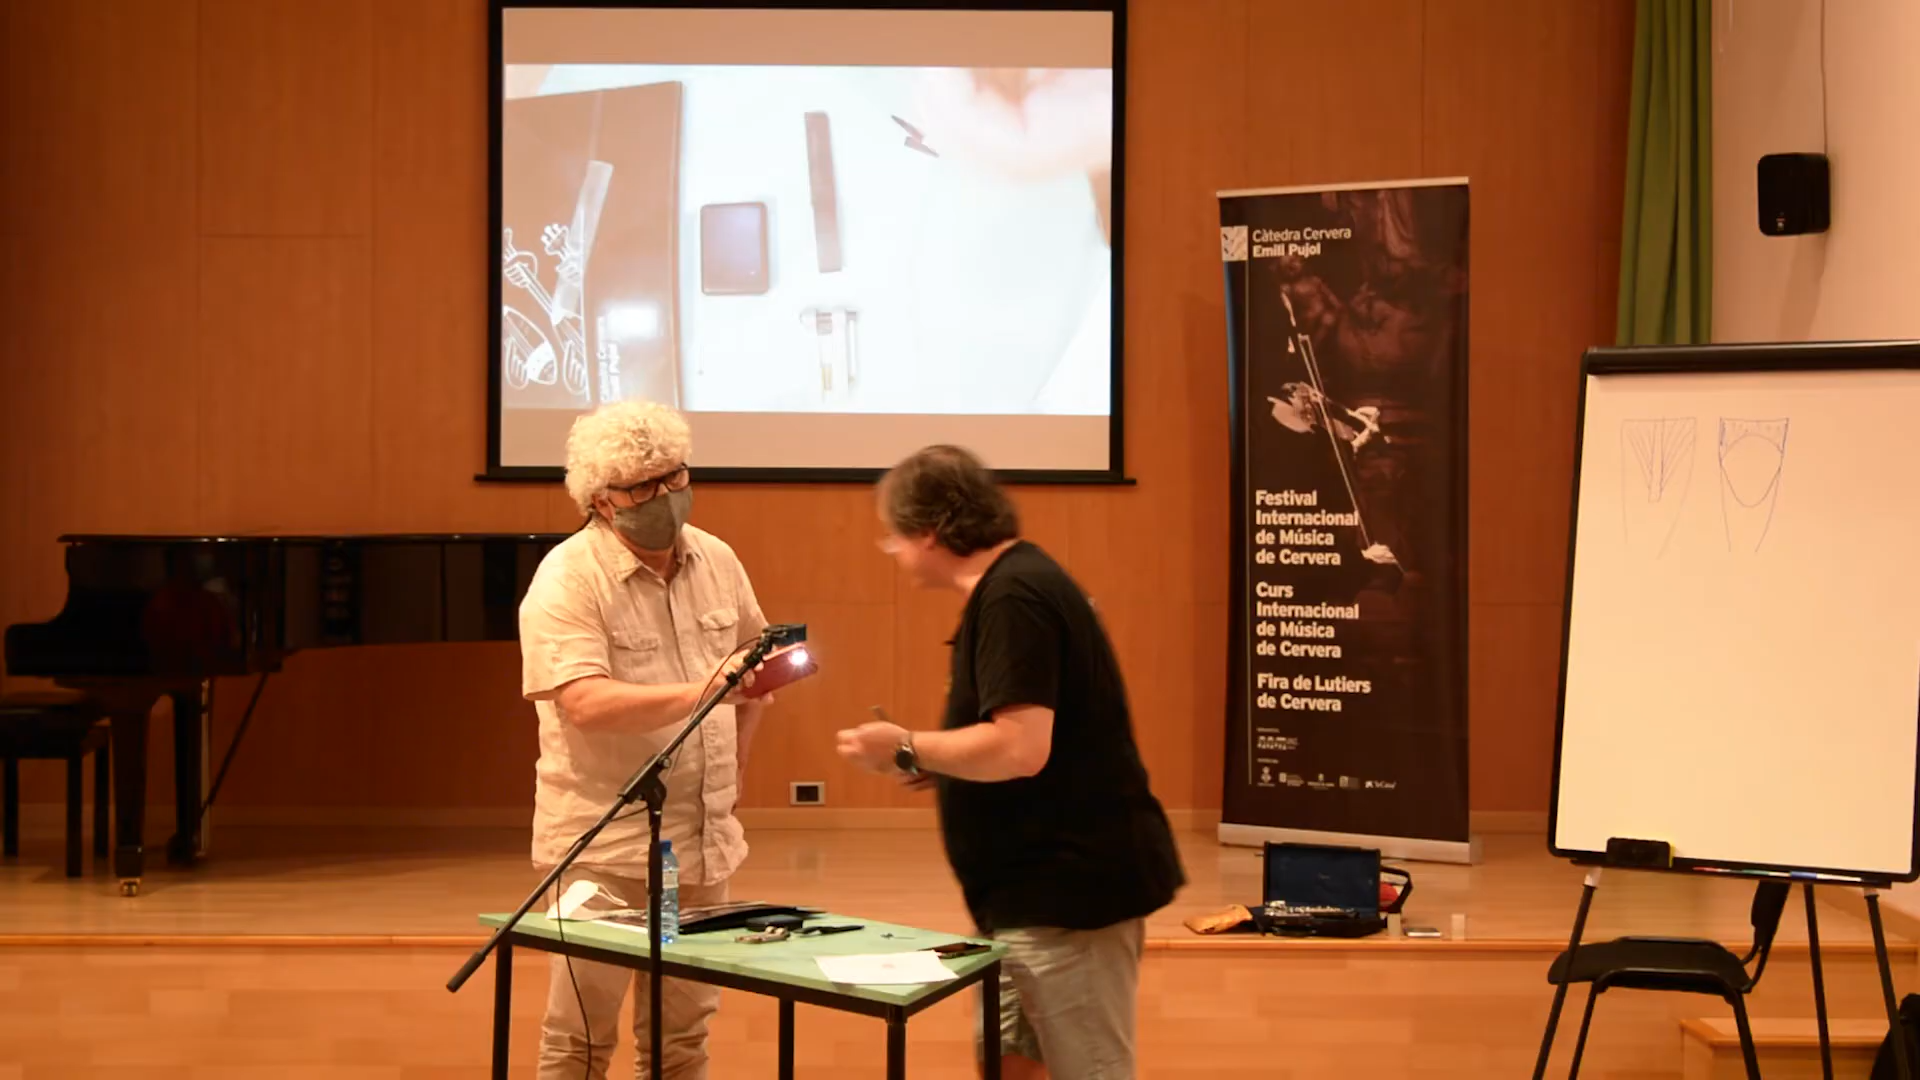 Càtedra Cervera
Emili Pujol
Festival
Internacional
de Música
de Cervera
Curs
Internacional
de Música
de Cervera
Fira de Lutiers
de Cervera